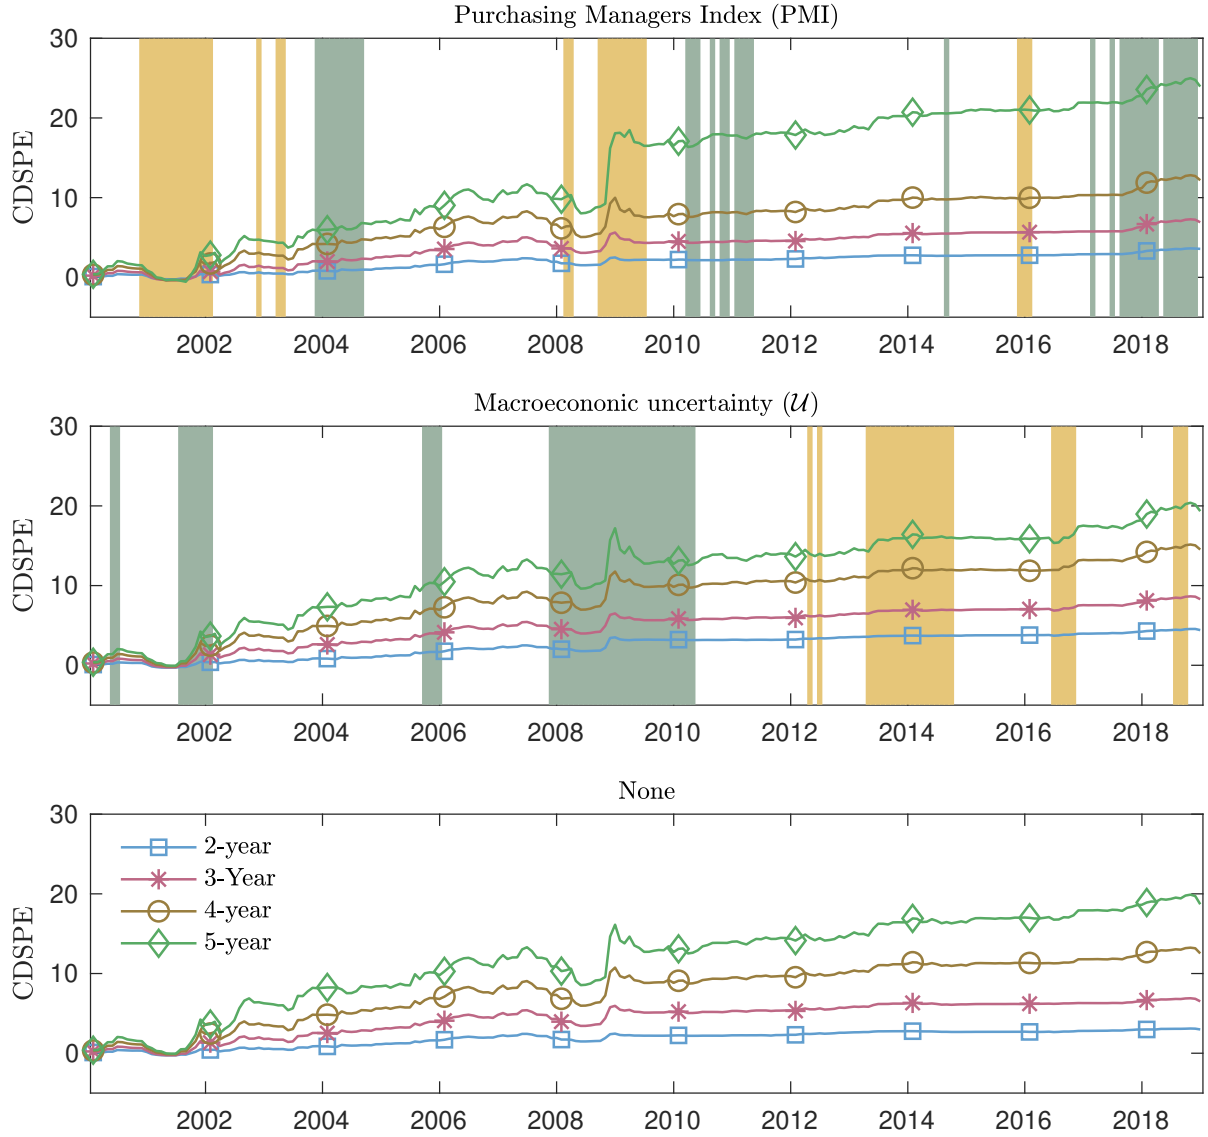 Purchasing Managers Index (PMI)
30
20
10
0
CDSPE
2002 2004 2006 2008 2010 2012 2014 2016 2018
Macroecononic uncertainty (𝒰)
30
20
10
0
CDSPE
2002 2004 2006 2008 2010 2012 2014 2016 2018
None
30
20
10
0
CDSPE
2-year
3-Year
4-year
5-year
2002 2004 2006 2008 2010 2012 2014 2016 2018